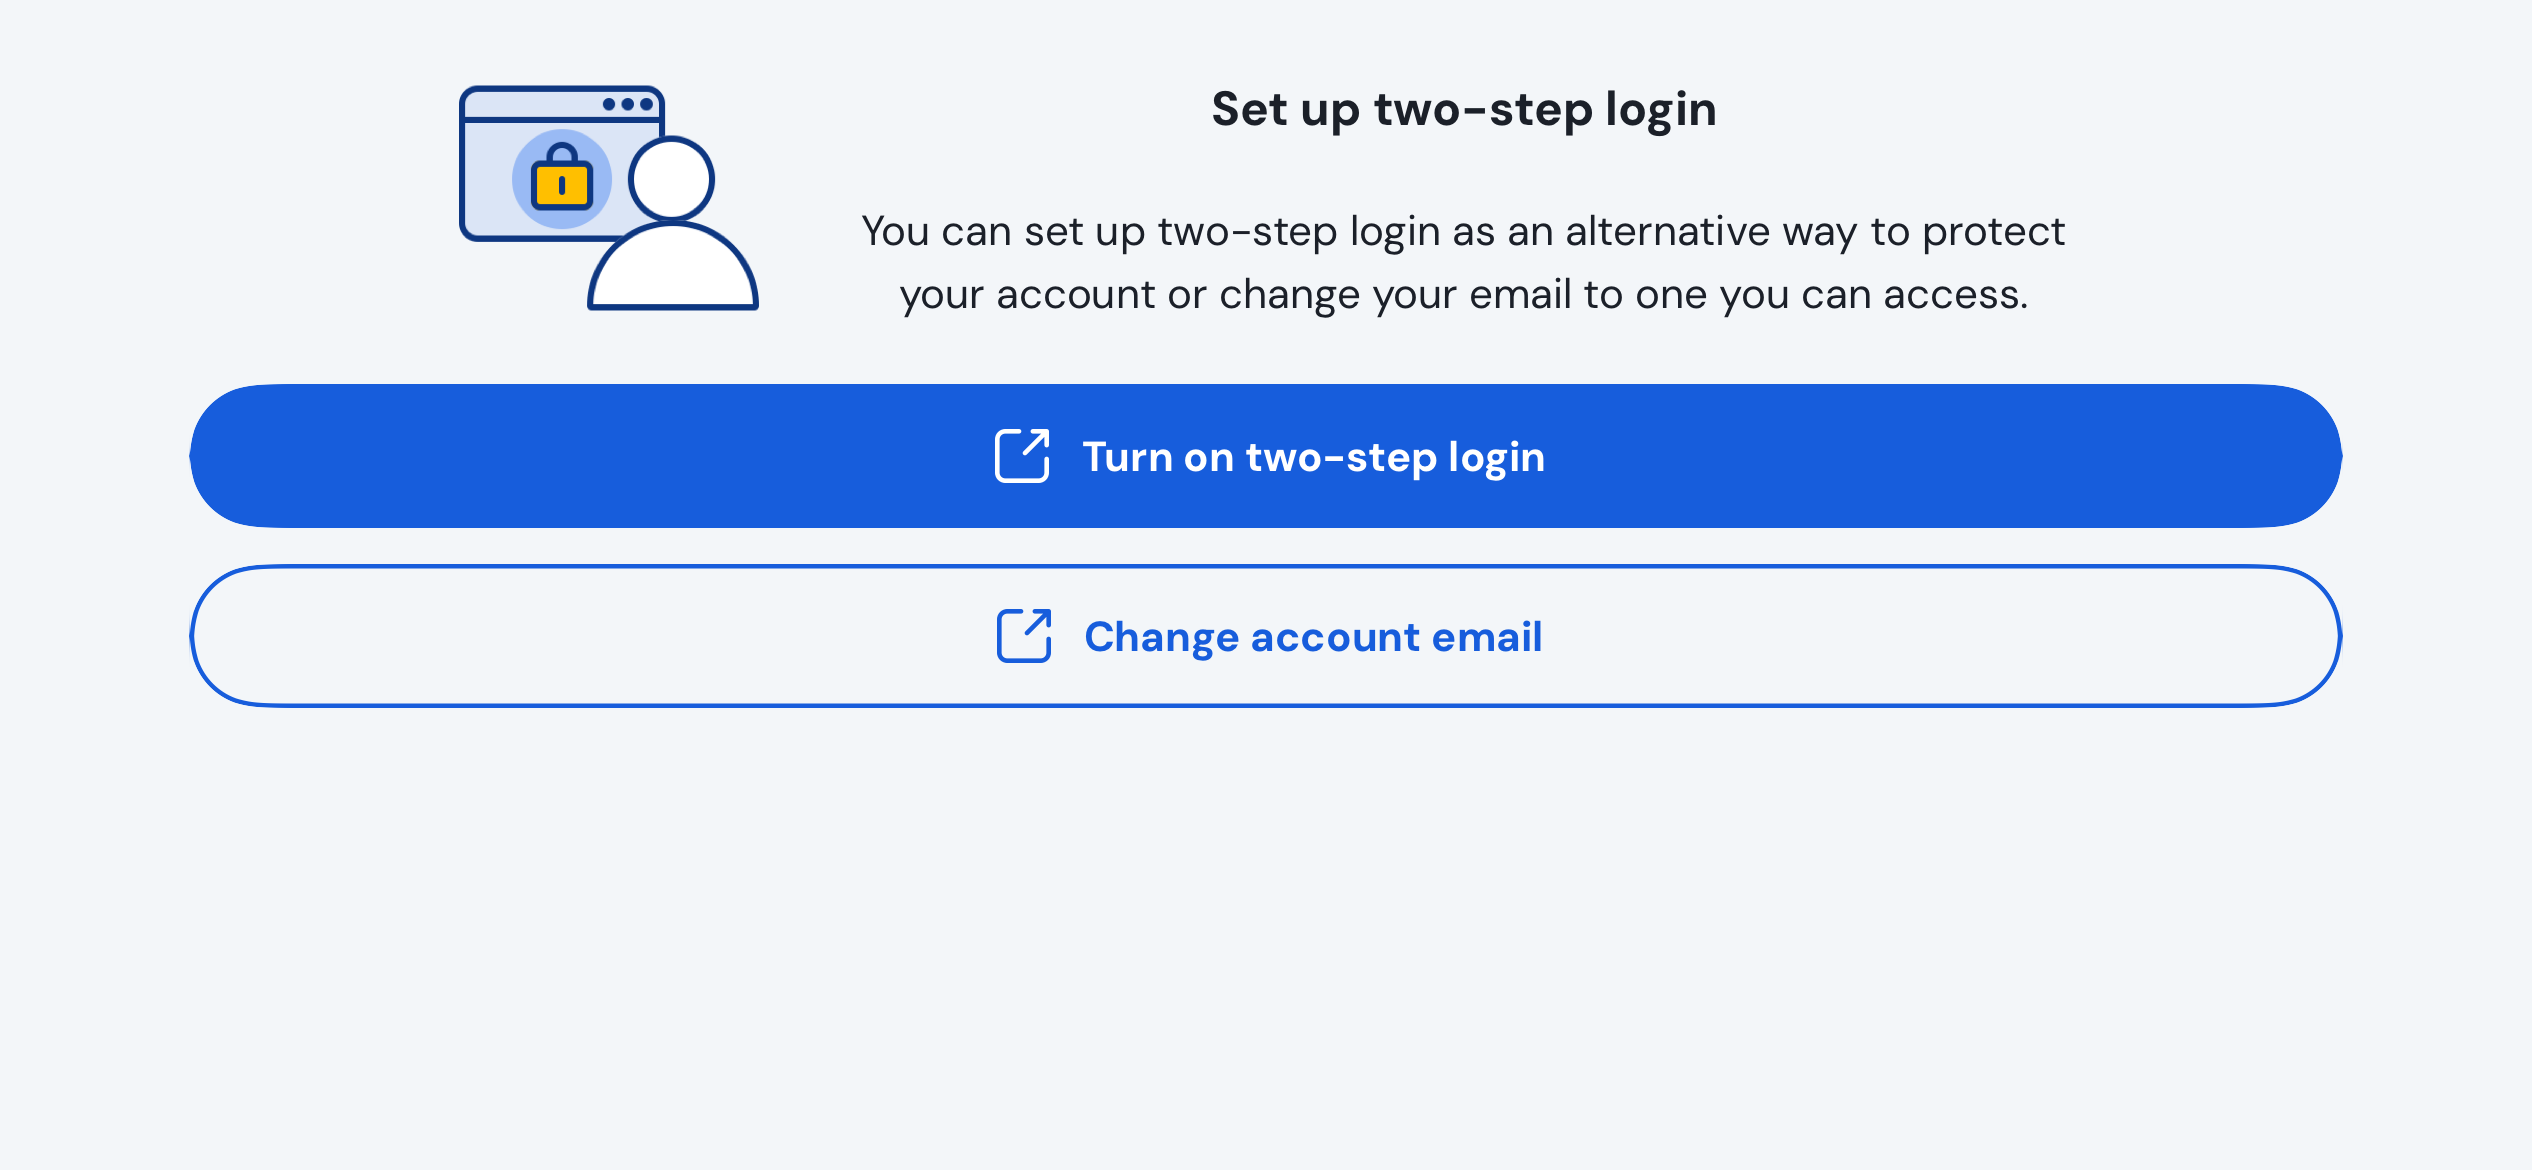 Set up two-step login
You can set up two-step login as an alternative way to protect
your account or change your email to one you can access.
Turn on two-step login
Change account email